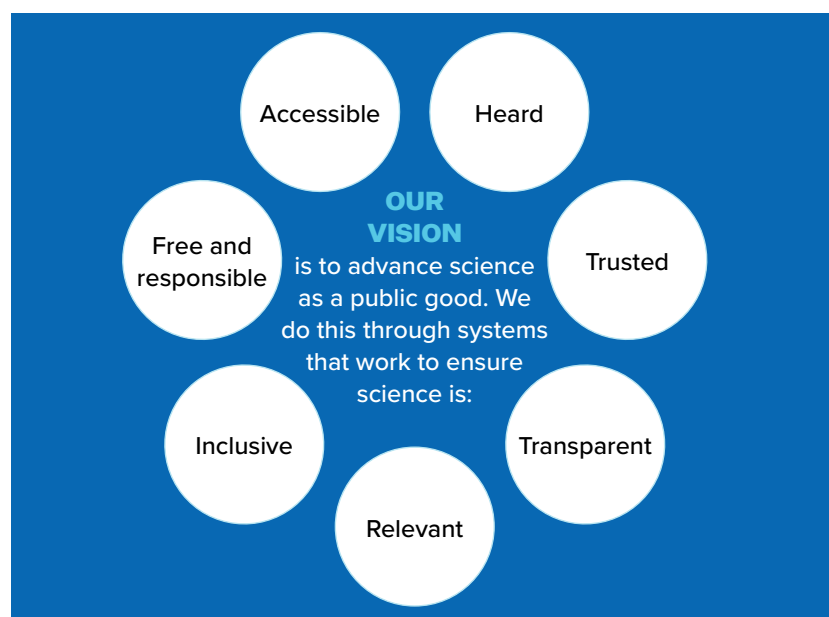 Accessible
Heard
OUR
VISION
is to advance science
as a public good. We
do this through systems
that work to ensure
science is:
Free and
responsible
Trusted
Inclusive
Transparent
Relevant